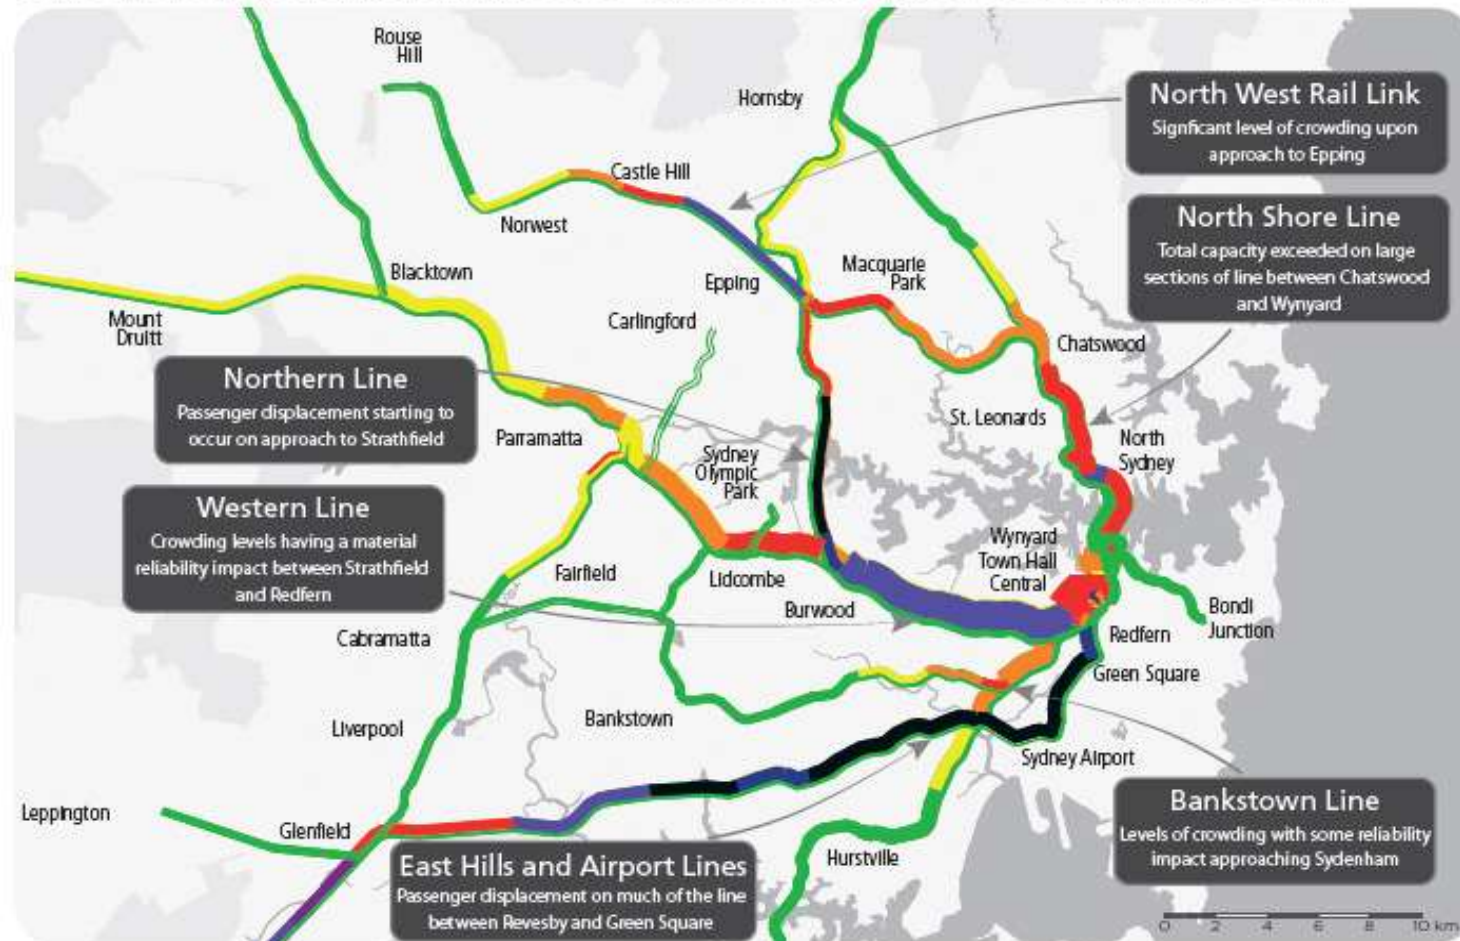 Rouse
Hill
Hornsby
North West Rail Link
Signficant level of crowding upon
approach to Epping
Castle Hill
Norwest
North Shore Line
Total capacity exceeded on large
sections of line between Chatswood
and Wynyard
Blacktown
Epping
Macquarie
Park
Mount
Druitt
Carlingford
Chatswood
Northern Line
Passenger displacement starting to
occur on approach to Strathfield
St. Leonards
Parramatta
North
Sydney
Sydney
Olympic
Park
Western Line
Crowding levels having a material
reliability impact between Strathfield
and Redfern
Wynyard
Town Hall
Central
Fairfield
Lidcombe
Burwood
Bondi
Junction
Cabramatta
Redfern
Green Square
Bankstown
Liverpool
Sydney Airport
Leppington
Glenfield
Bankstown Line
Levels of crowding with some reliability
impact approaching Sydenham
East Hills and Airport Lines
Passenger displacement on much of the line
between Revesby and Green Square
Hurstville
0 2 4 6 8 10 km